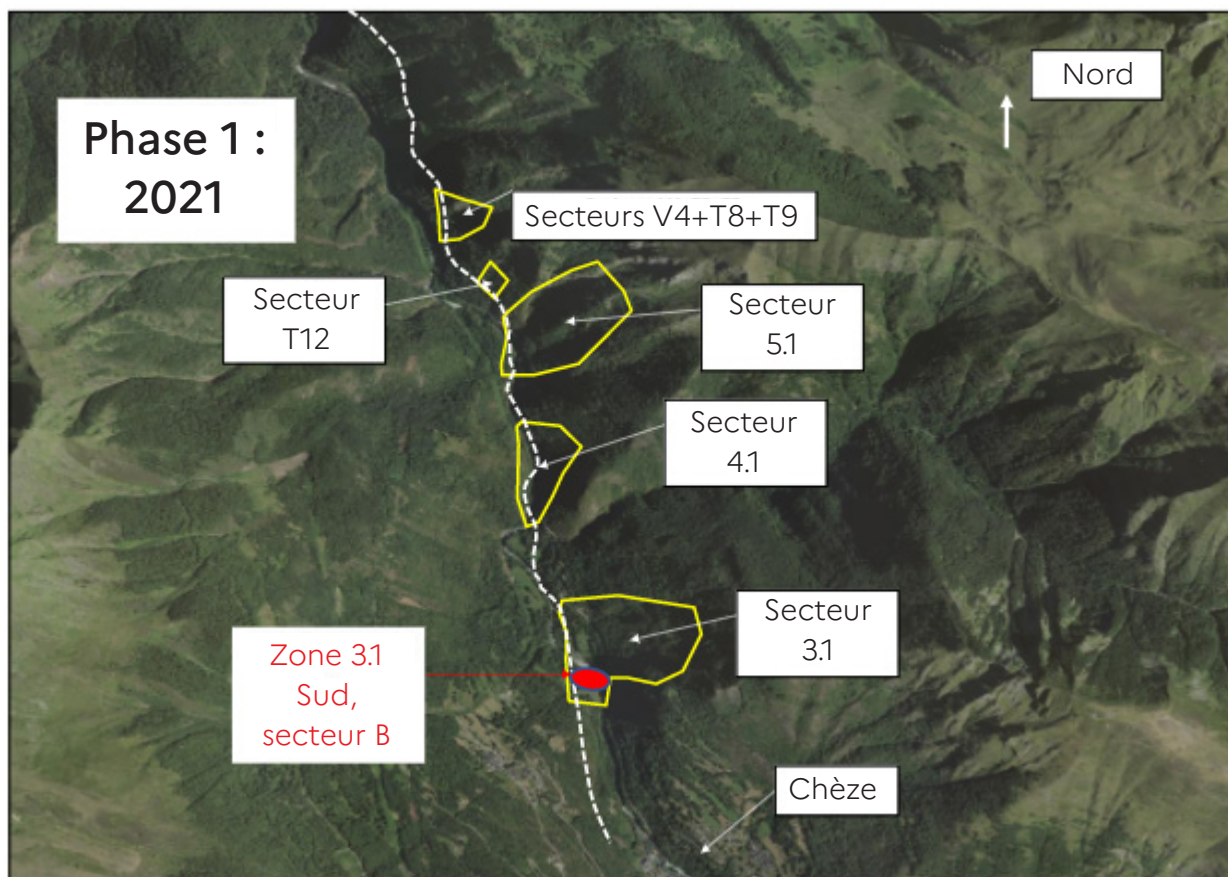 Phase 1 :
2021
Nord
Secteurs V4+T8+T9
Secteur
T12
Secteur
5.1
Secteur
4.1
Secteur
3.1
Zone 3.1
Sud,
secteur B
Chèze